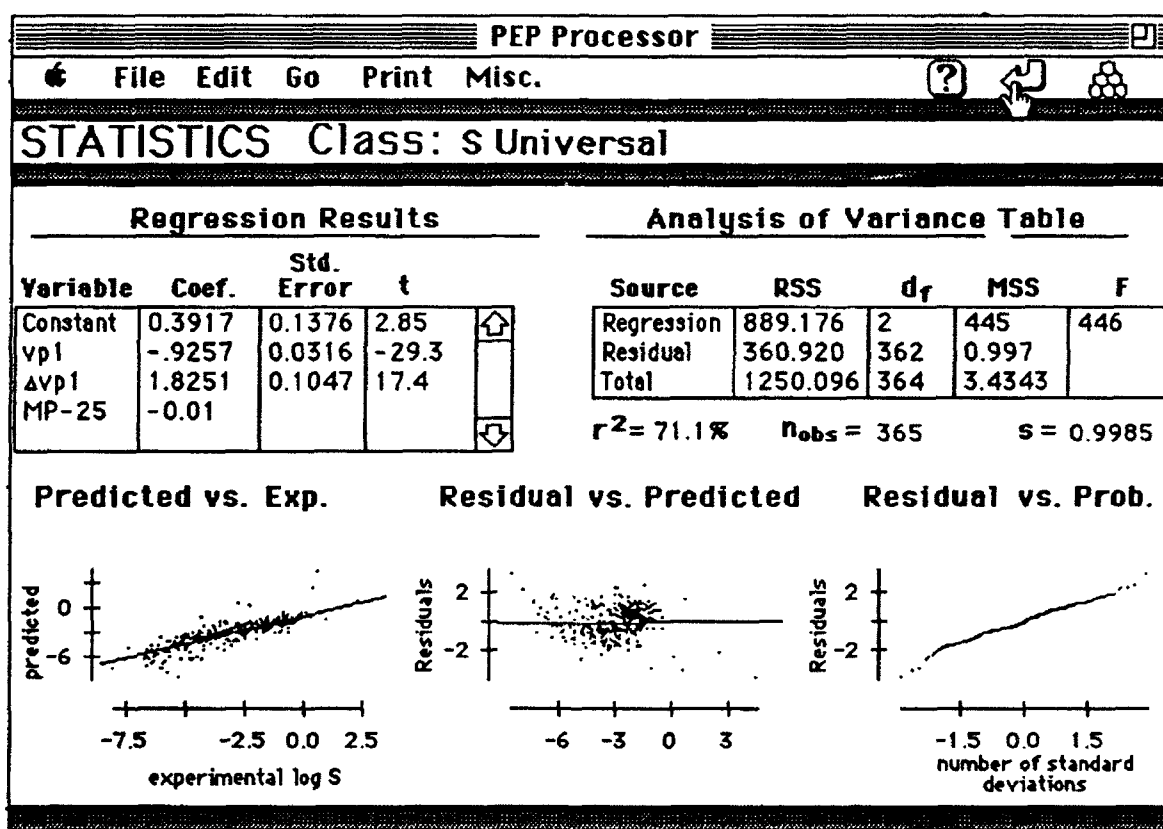 PEP Processor
File Edit Go Print Misc. ?
STATISTICS Class: S Universal
Regression Results
Variable Coef. Std. Error t
Constant 0.3917 0.1376 2.85
vp1 -.9257 0.0316 -29.3
Δvp1 1.8251 0.1047 17.4
MP-25 -0.01
Analysis of Variance Table
Source RSS df MSS F
Regression 889.176 2 445 446
Residual 360.920 362 0.997
Total 1250.096 364 3.4343
r2= 71.1% nobs = 365 s = 0.9985
Predicted vs. Exp.
predicted
0
-6
-7.5 -2.5 0.0 2.5
experimental log S
Residual vs. Predicted
Residuals
2
-2
-6 -3 0 3
Residual vs. Prob.
Residuals
2
-2
-1.5 0.0 1.5
number of standard
deviations